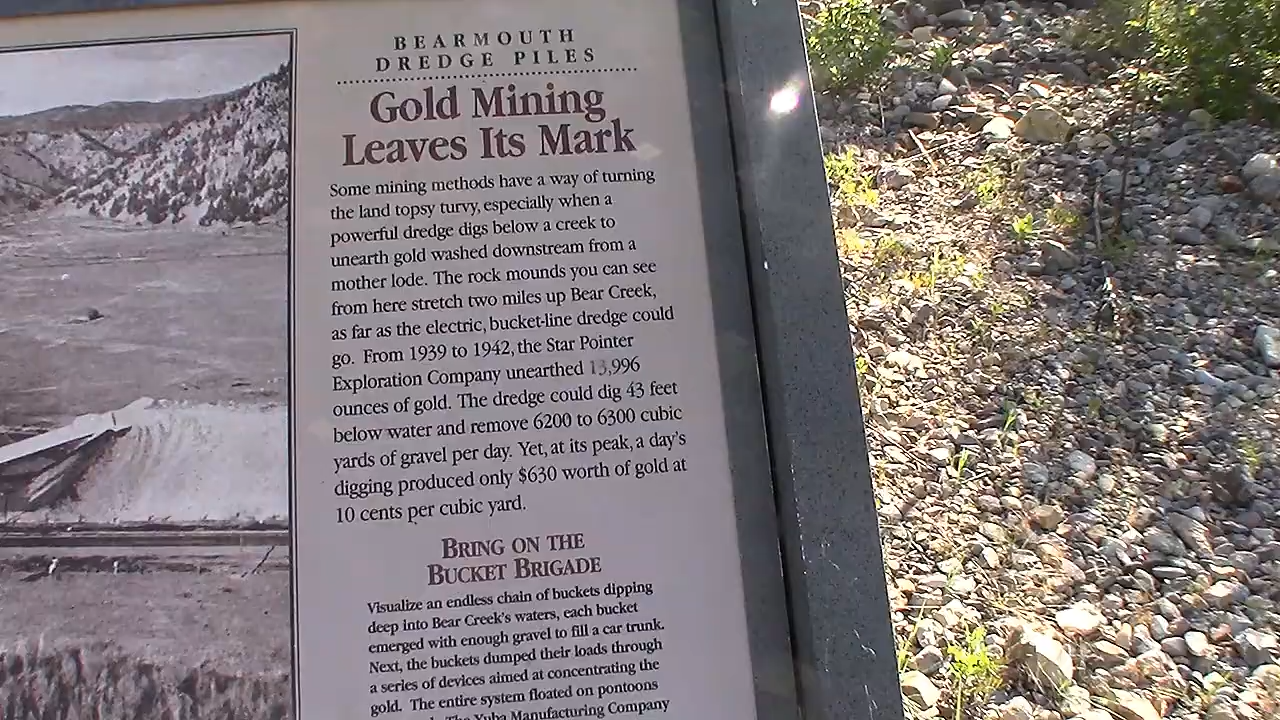 BEARMOUTH
DREDGE PILES
Gold Mining
Leaves Its Mark
Some mining methods have a way of turning
the land topsy turvy, especially when a
powerful dredge digs below a creek to
unearth gold washed downstream from a
mother lode. The rock mounds you can see
from here stretch two miles up Bear Creek,
as far as the electric, bucket-line dredge could
go. From 1939 to 1942, the Star Pointer
Exploration Company unearthed 13,996
ounces of gold. The dredge could dig 43 feet
below water and remove 6200 to 6300 cubic
yards of gravel per day. Yet, at its peak, a day's
digging produced only $630 worth of gold at
10 cents per cubic yard.
BRING ON THE
BUCKET BRIGADE
Visualize an endless chain of buckets dipping
deep into Bear Creek's waters, each bucket
emerged with enough gravel to fill a car trunk.
Next, the buckets dumped their loads through
a series of devices aimed at concentrating the
gold. The entire system floated on pontoons
The Yuba Manufacturing Company